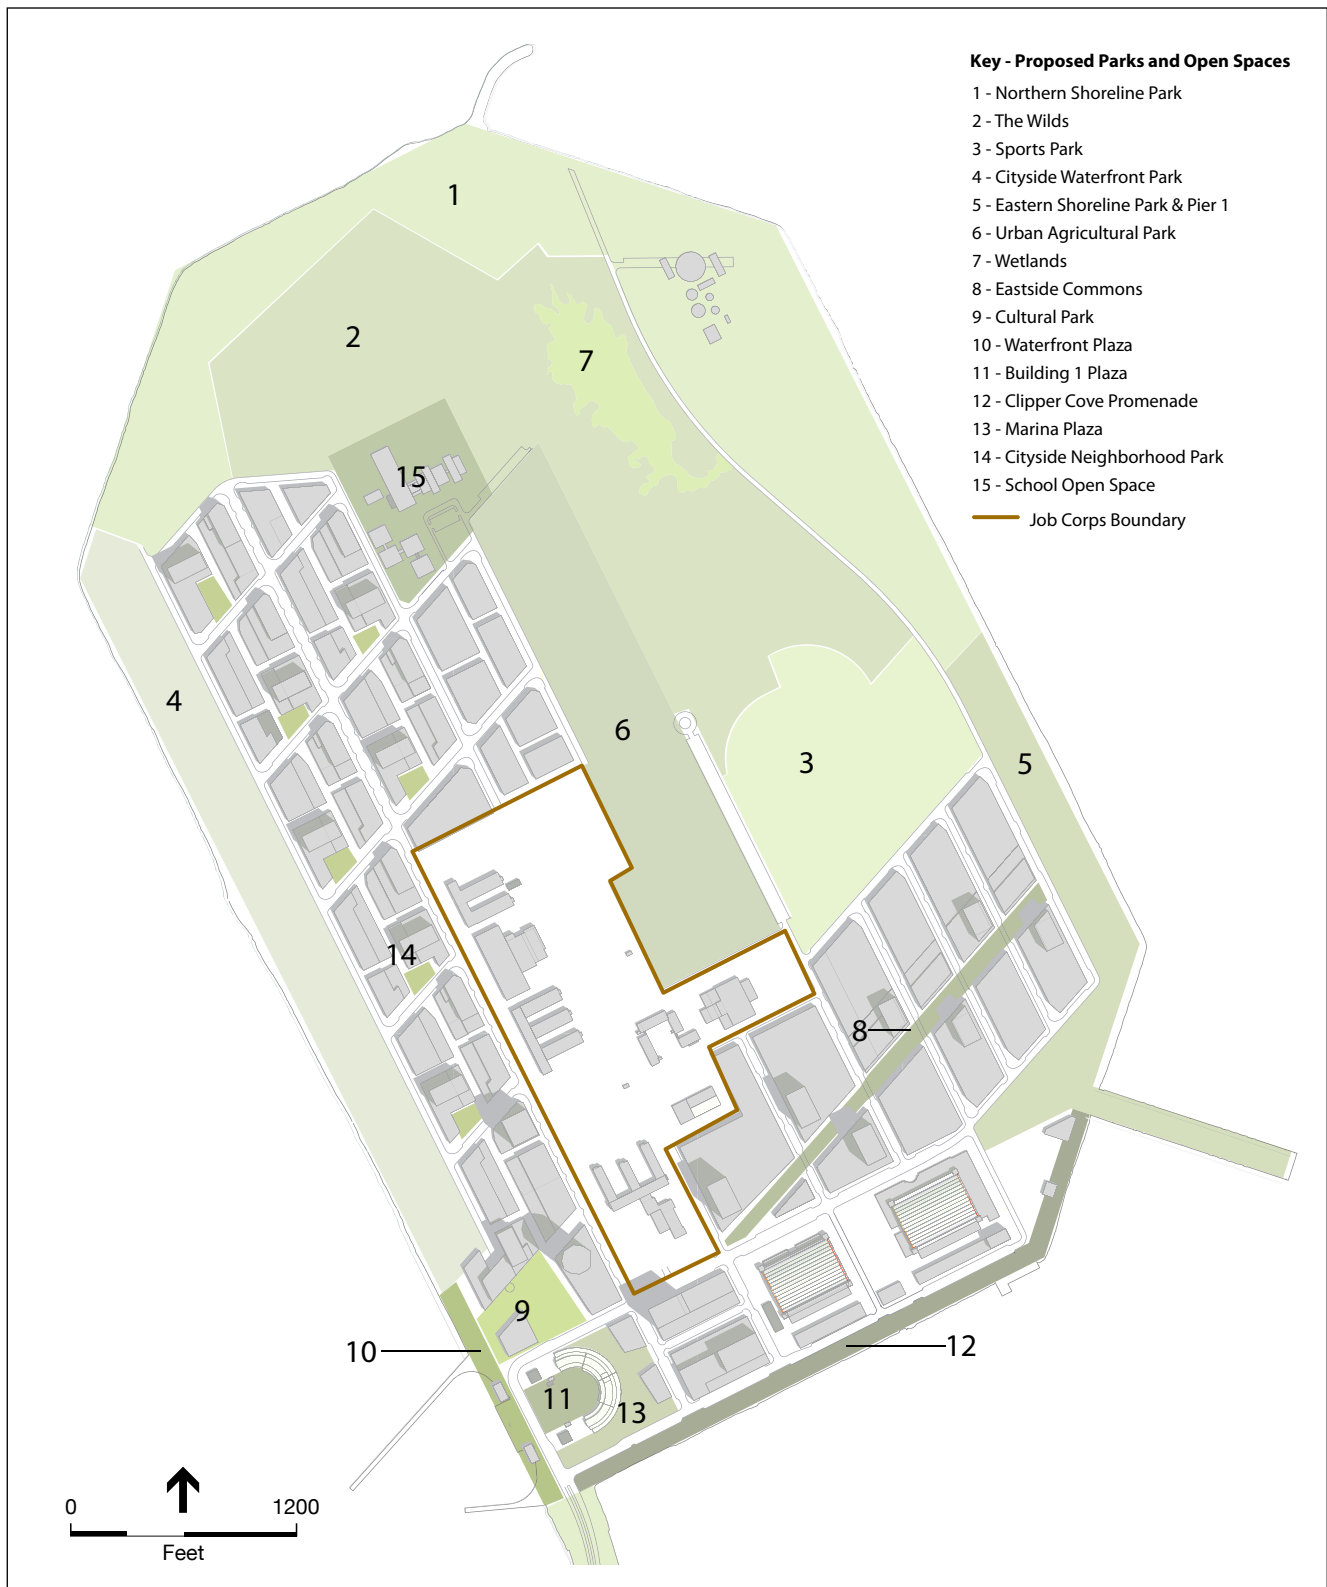 Key - Proposed Parks and Open Spaces
1 - Northern Shoreline Park
2 - The Wilds
3 - Sports Park
4 - Cityside Waterfront Park
5 - Eastern Shoreline Park & Pier 1
6 - Urban Agricultural Park
7 - Wetlands
8 - Eastside Commons
9 - Cultural Park
10 - Waterfront Plaza
11 - Building 1 Plaza
12 - Clipper Cove Promenade
13 - Marina Plaza
14 - Cityside Neighborhood Park
15 - School Open Space
Job Corps Boundary
1
2
7
15
4
6
3
5
14
8
9
10
12
11
13
0 1200
Feet